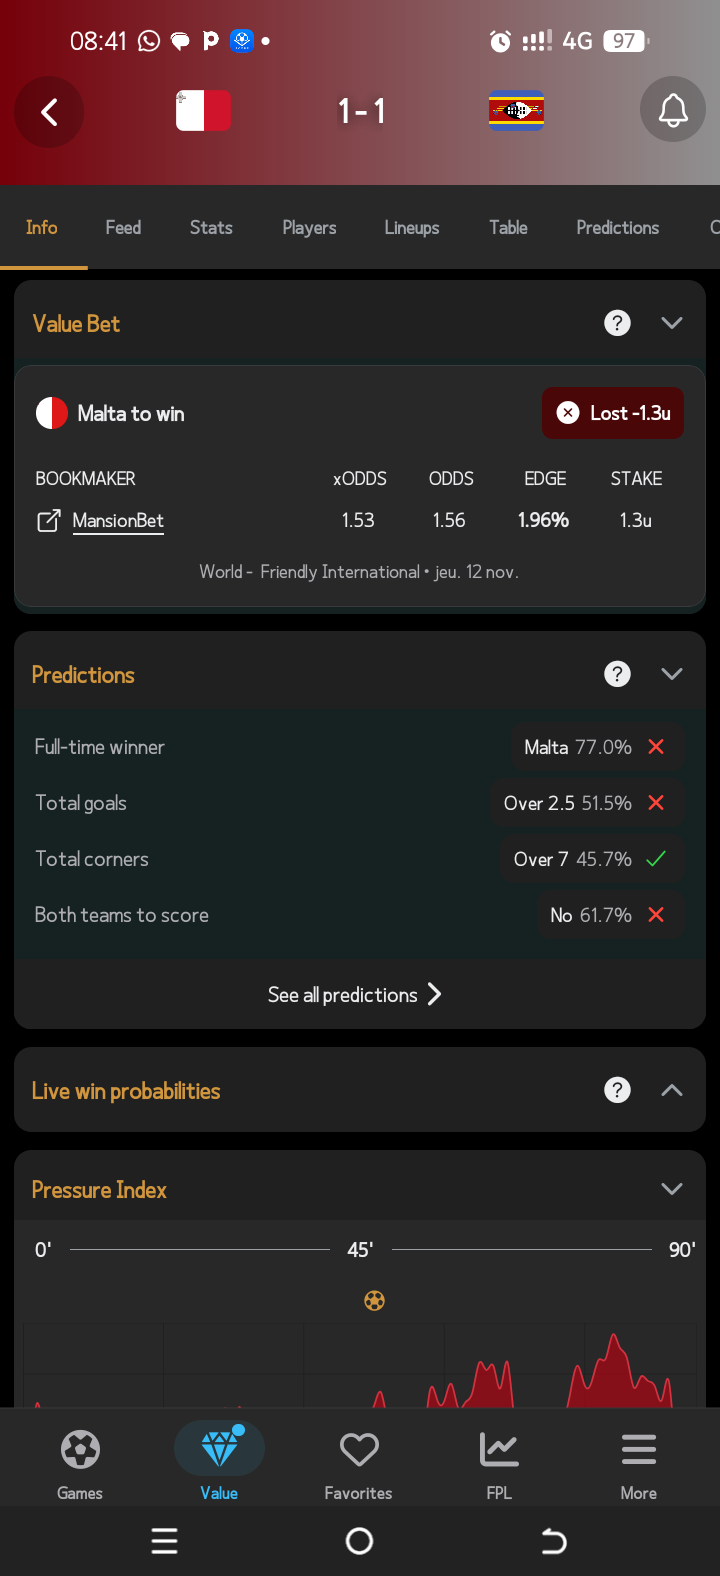 08:41 4G 97
1 - 1
Info Feed Stats Players Lineups Table Predictions
Value Bet ?
Malta to win Lost -1.3u
BOOKMAKER xODDS ODDS EDGE STAKE
MansionBet 1.53 1.56 1.96% 1.3u
World - Friendly International • jeu. 12 nov.
Predictions ?
Full-time winner Malta 77.0%
Total goals Over 2.5 51.5%
Total corners Over 7 45.7%
Both teams to score No 61.7%
See all predictions
Live win probabilities ?
Pressure Index
0' 45' 90'
Games Value Favorites FPL More